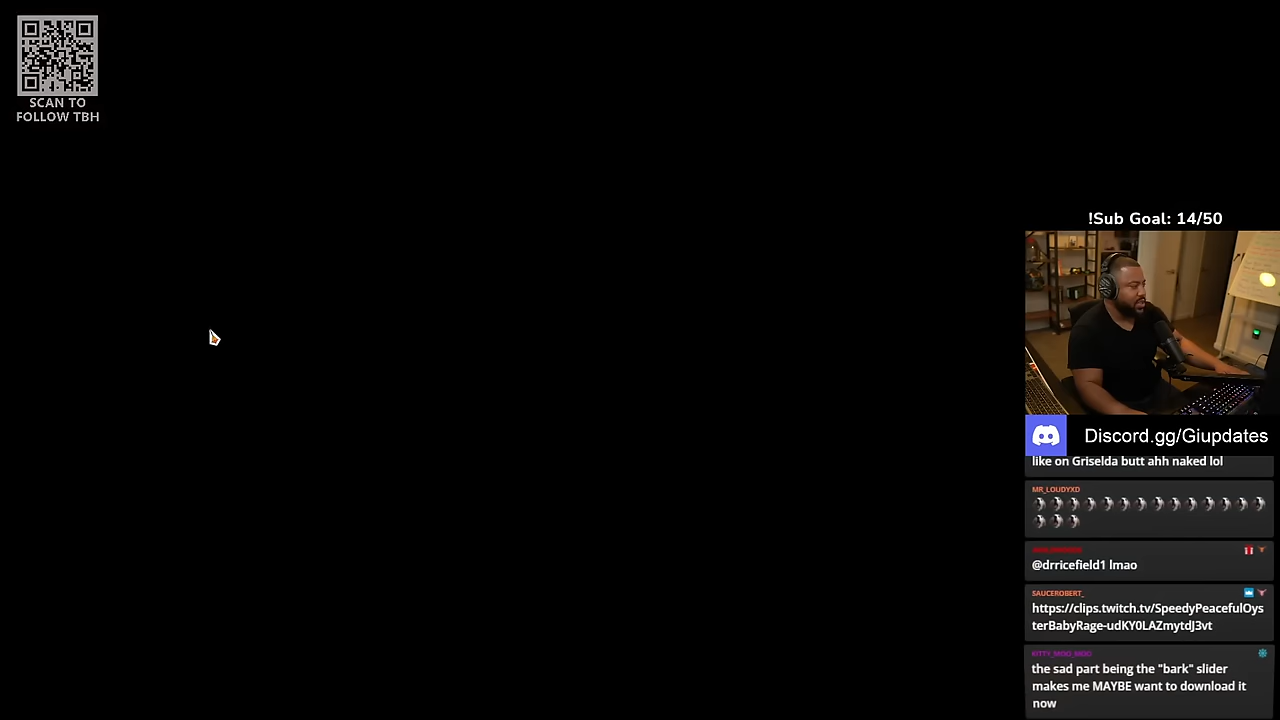 SCAN TO
FOLLOW TBH
!Sub Goal: 14/50
Discord.gg/Giupdates
like on Griselda butt ahh naked lol
MR_LOUDYXD
@drricefield1 lmao
SAUCEROBERT_
https://clips.twitch.tv/SpeedyPeacefulOys
terBabyRage-udKY0LAZmytdJ3vt
KITTY_MOO_MOO
the sad part being the "bark" slider
makes me MAYBE want to download it
now